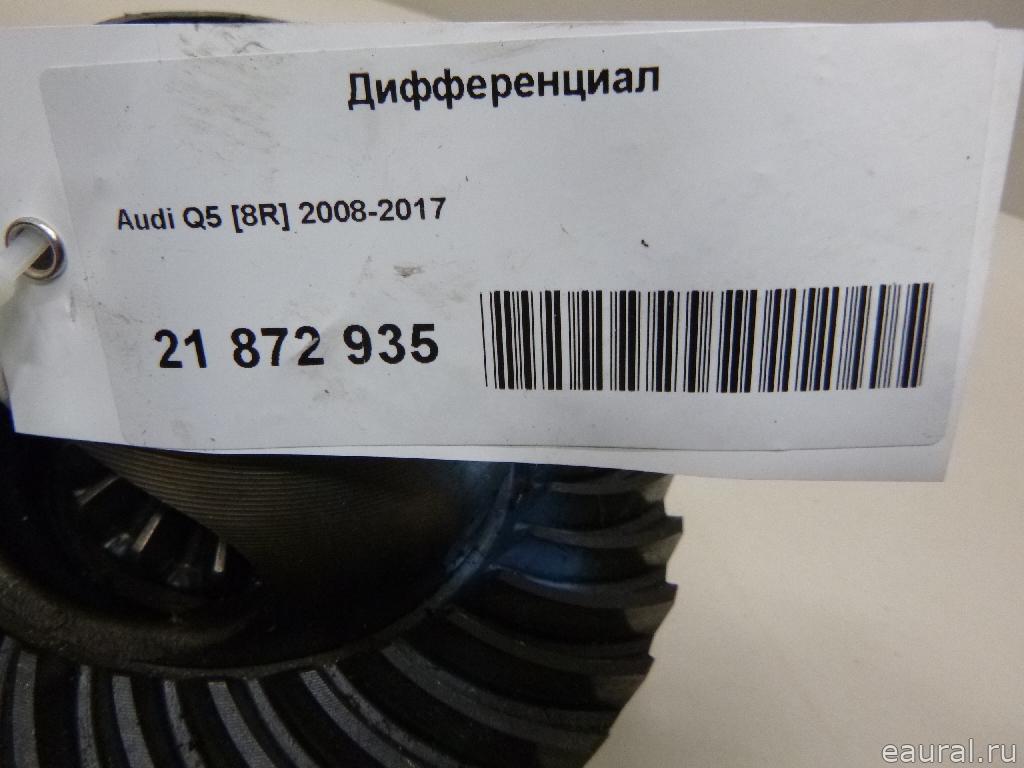 Дифференциал
Audi Q5 [8R] 2008-2017
21 872 935
eaural.ru